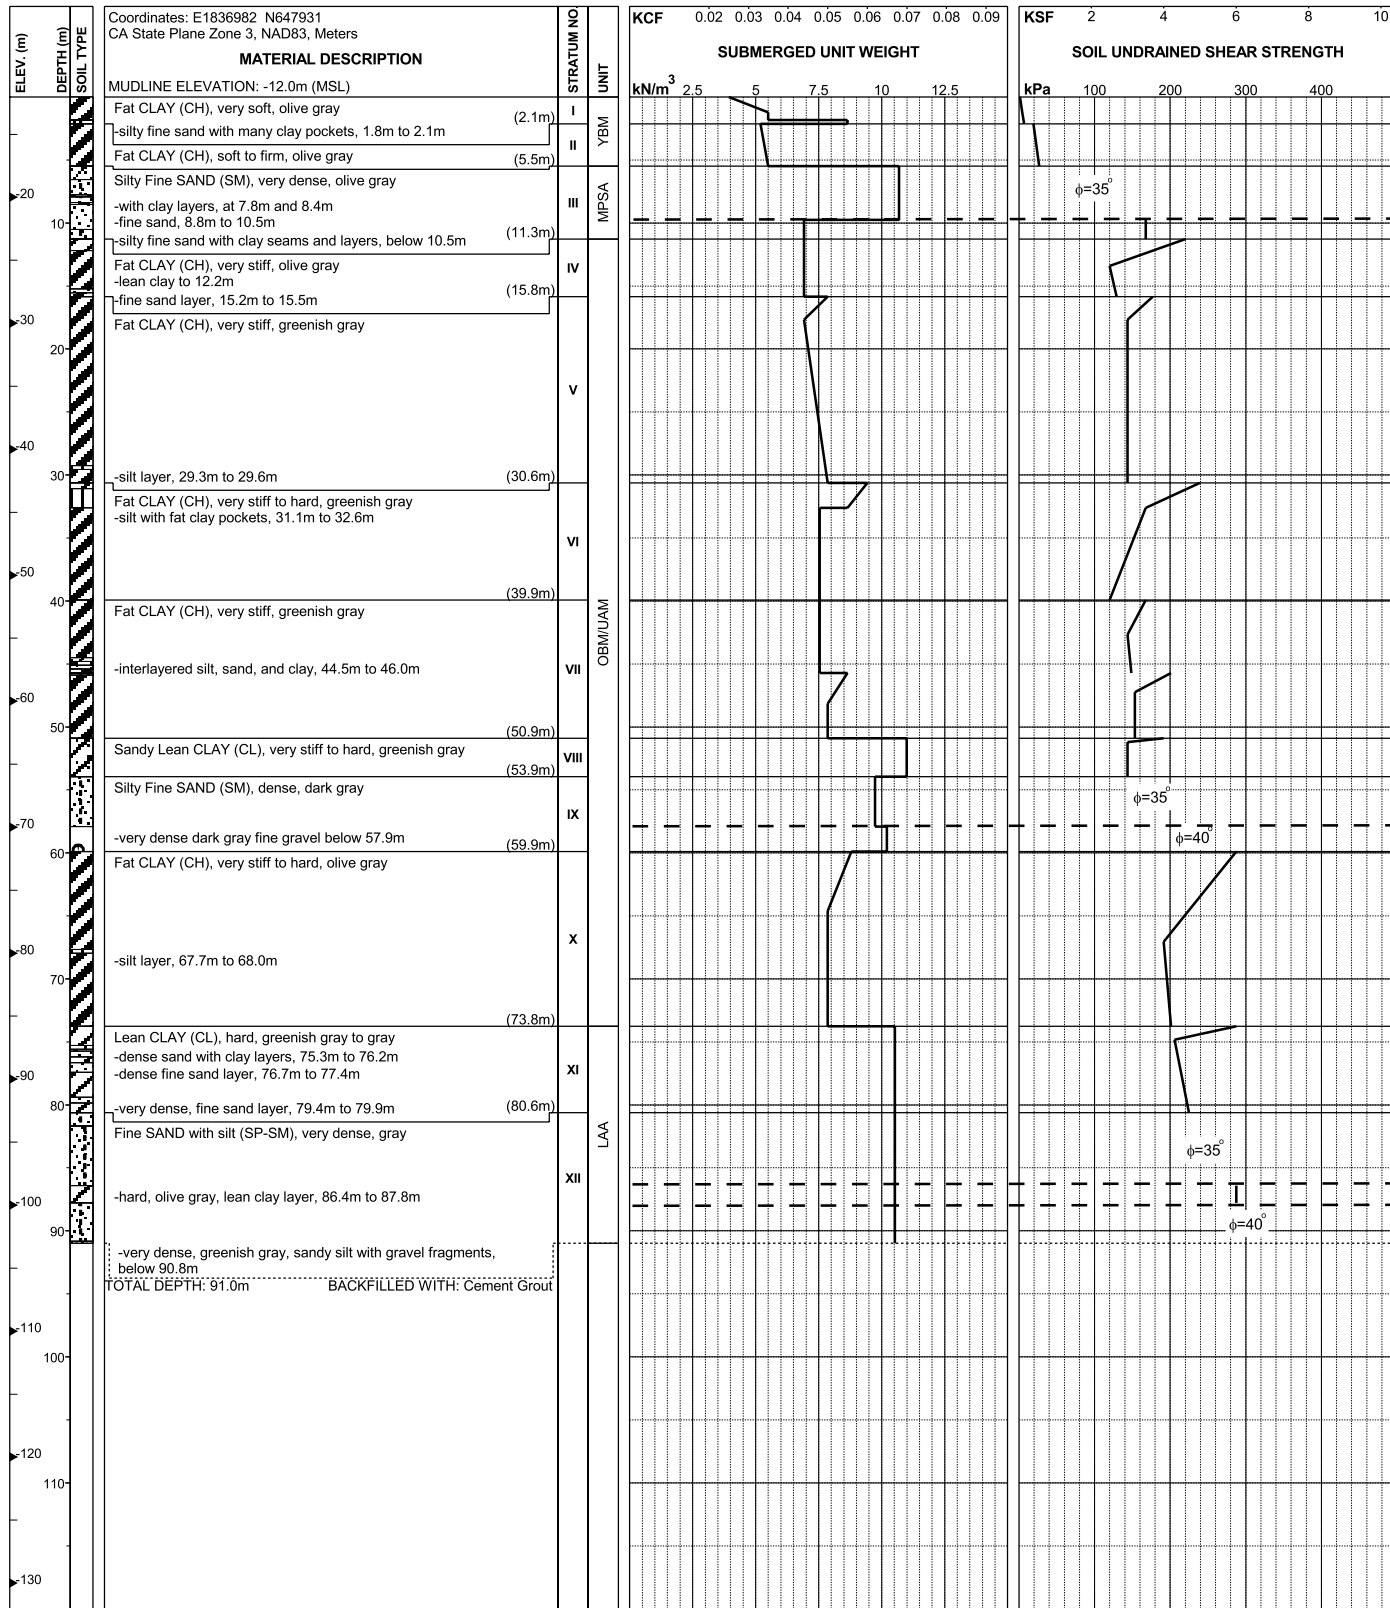 Coordinates: E1836982 N647931
CA State Plane Zone 3, NAD83, Meters
ELEV. (m)
DEPTH (m)
SOIL TYPE
MATERIAL DESCRIPTION
MUDLINE ELEVATION: -12.0m (MSL)
STRATUM NO.
UNIT
KCF 0.02 0.03 0.04 0.05 0.06 0.07 0.08 0.09
SUBMERGED UNIT WEIGHT
kN/m3 2.5 5 7.5 10 12.5
KSF 2 4 6 8 10
SOIL UNDRAINED SHEAR STRENGTH
kPa 100 200 300 400
Fat CLAY (CH), very soft, olive gray
(2.1m)
I
-silty fine sand with many clay pockets, 1.8m to 2.1m
II
YBM
Fat CLAY (CH), soft to firm, olive gray
(5.5m)
Silty Fine SAND (SM), very dense, olive gray
ϕ=35°
-20
-with clay layers, at 7.8m and 8.4m
III
MPSA
-fine sand, 8.8m to 10.5m
10
(11.3m)
-silty fine sand with clay seams and layers, below 10.5m
Fat CLAY (CH), very stiff, olive gray
IV
-lean clay to 12.2m
(15.8m)
-fine sand layer, 15.2m to 15.5m
-30
Fat CLAY (CH), very stiff, greenish gray
20
V
-40
-silt layer, 29.3m to 29.6m
(30.6m)
30
Fat CLAY (CH), very stiff to hard, greenish gray
-silt with fat clay pockets, 31.1m to 32.6m
VI
-50
(39.9m)
40
Fat CLAY (CH), very stiff, greenish gray
OBM/UAM
-interlayered silt, sand, and clay, 44.5m to 46.0m
VII
-60
50
(50.9m)
Sandy Lean CLAY (CL), very stiff to hard, greenish gray
VIII
(53.9m)
Silty Fine SAND (SM), dense, dark gray
ϕ=35°
IX
-70
-very dense dark gray fine gravel below 57.9m
(59.9m)
ϕ=40°
60
Fat CLAY (CH), very stiff to hard, olive gray
X
-80
-silt layer, 67.7m to 68.0m
70
(73.8m)
Lean CLAY (CL), hard, greenish gray to gray
-dense sand with clay layers, 75.3m to 76.2m
XI
-90
-dense fine sand layer, 76.7m to 77.4m
80
-very dense, fine sand layer, 79.4m to 79.9m
(80.6m)
LAA
Fine SAND with silt (SP-SM), very dense, gray
ϕ=35°
XII
-100
-hard, olive gray, lean clay layer, 86.4m to 87.8m
ϕ=40°
90
-very dense, greenish gray, sandy silt with gravel fragments,
below 90.8m
TOTAL DEPTH: 91.0m BACKFILLED WITH: Cement Grout
-110
100
-120
110
-130